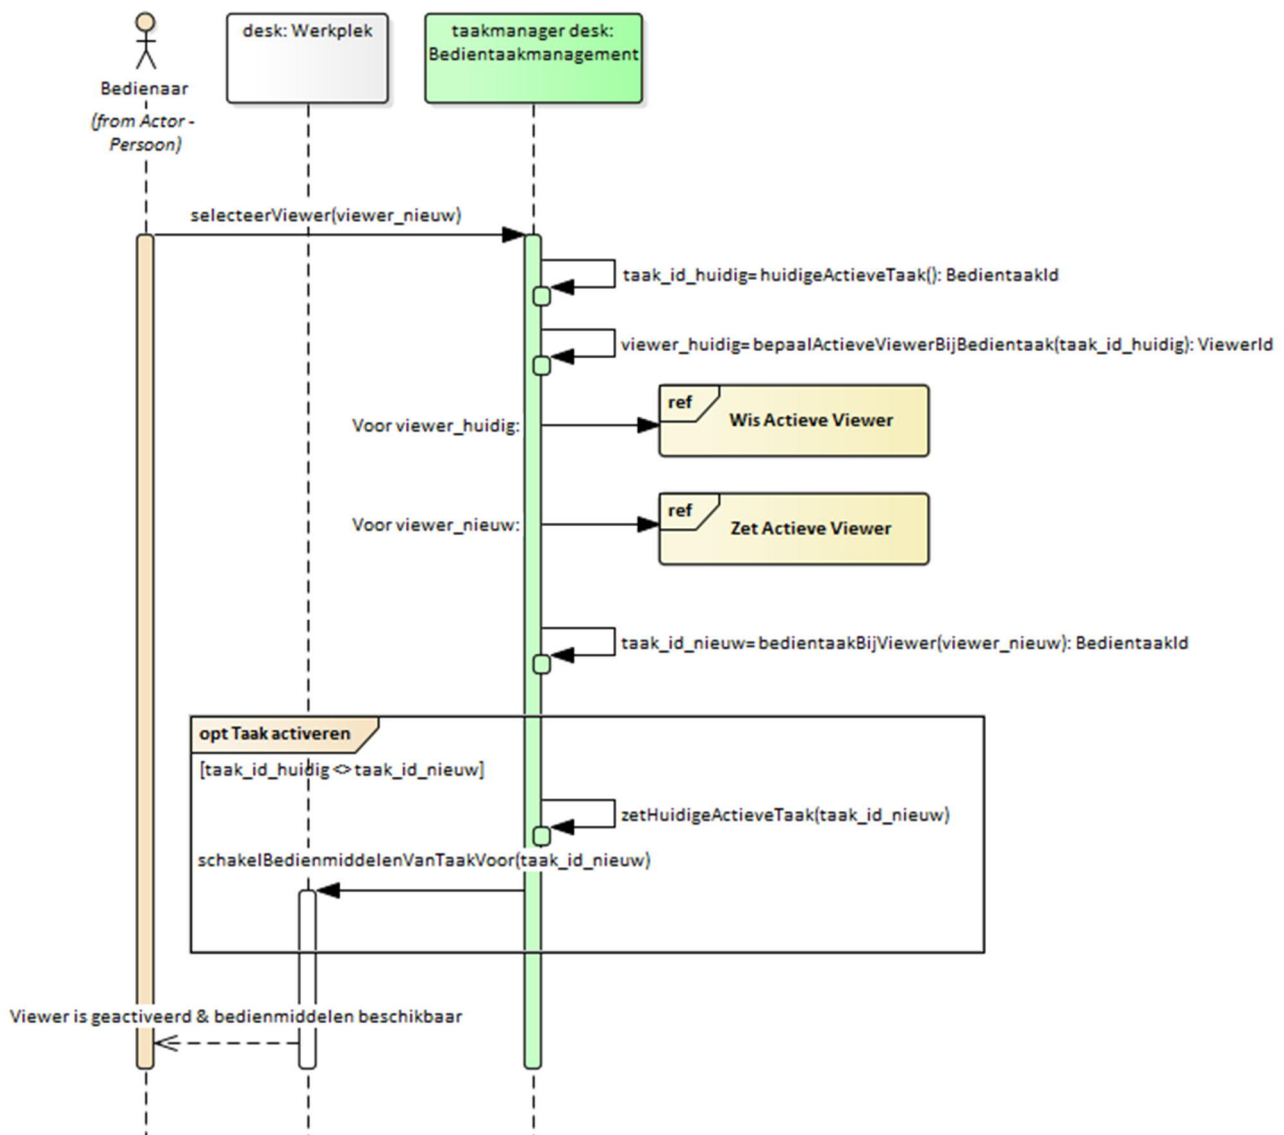 Bedienaar
(from Actor -
Persoon)
desk: Werkplek
taakmanager desk:
Bedientaakmanagement
selecteerViewer(viewer_nieuw)
taak_id_huidig= huidigeActieveTaak(): BedientaakId
viewer_huidig= bepaalActieveViewerBijBedientaak(taak_id_huidig): ViewerId
Voor viewer_huidig:
ref
Wis Actieve Viewer
Voor viewer_nieuw:
ref
Zet Actieve Viewer
taak_id_nieuw= bedientaakBijViewer(viewer_nieuw): BedientaakId
opt Taak activeren
[taak_id_huidig <> taak_id_nieuw]
zetHuidigeActieveTaak(taak_id_nieuw)
schakelBedienmiddelenVanTaakVoor(taak_id_nieuw)
Viewer is geactiveerd & bedienmiddelen beschikbaar